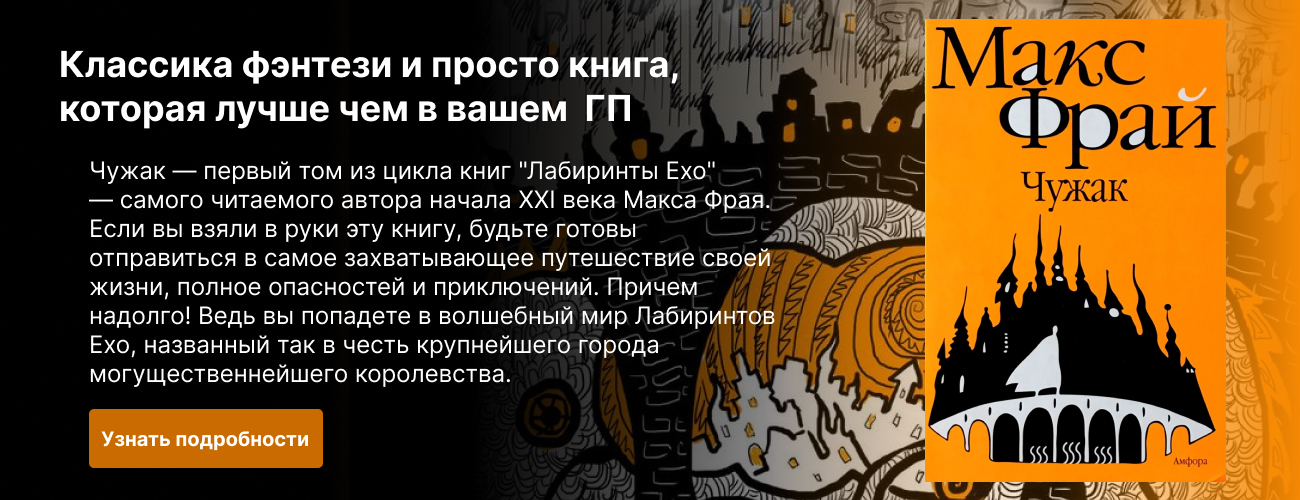 Классика фэнтези и просто книга,
которая лучше чем в вашем  ГП
Чужак — первый том из цикла книг "Лабиринты Ехо"
— самого читаемого автора начала XXI века Макса Фрая.
Если вы взяли в руки эту книгу, будьте готовы
отправиться в самое захватывающее путешествие своей
жизни, полное опасностей и приключений. Причем
надолго! Ведь вы попадете в волшебный мир Лабиринтов
Ехо, названный так в честь крупнейшего города
могущественнейшего королевства.
Узнать подробности
Макс
Фрай
Чужак
Амфора